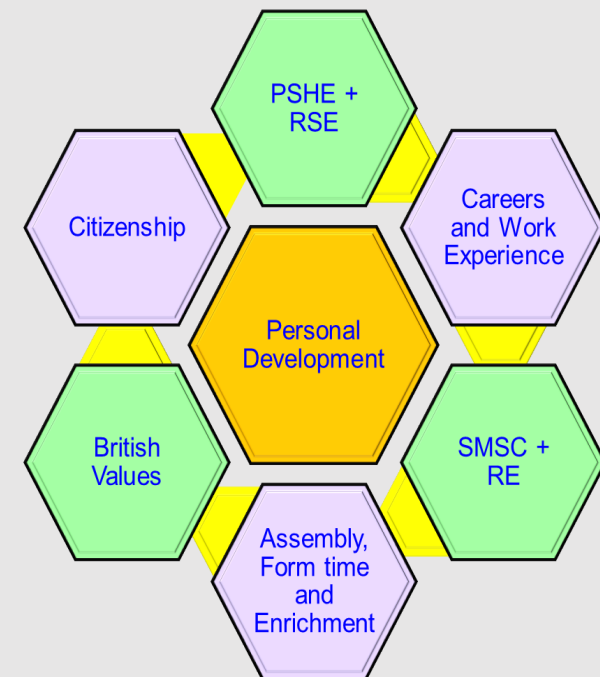 PSHE +
RSE
Citizenship
Careers
and Work
Experience
Personal
Development
British
Values
SMSC +
RE
Assembly,
Form time
and
Enrichment